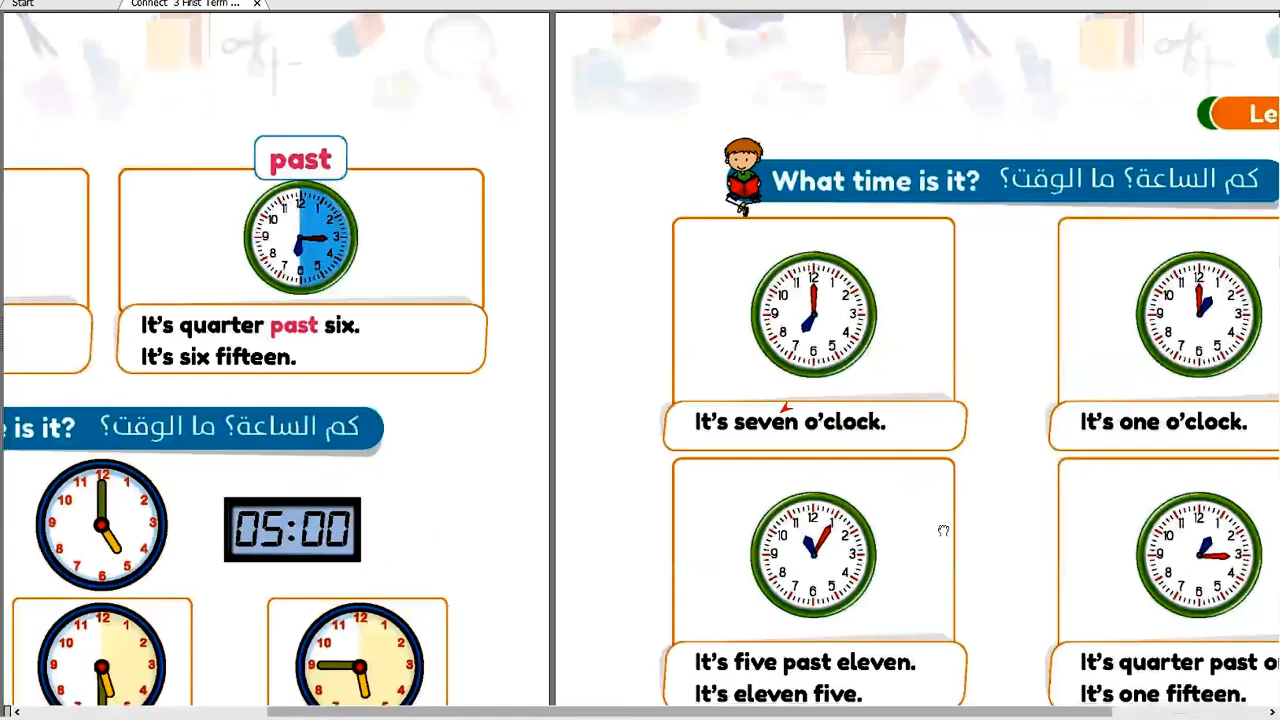 Start
Connect 3 First Term ...
past
It's quarter past six.
It's six fifteen.
is it? كم الساعة؟ ما الوقت؟
05:00
What time is it? كم الساعة؟ ما الوقت؟
It's seven o'clock.
It's one o'clock.
It's five past eleven.
It's eleven five.
It's quarter past
It's one fifteen.